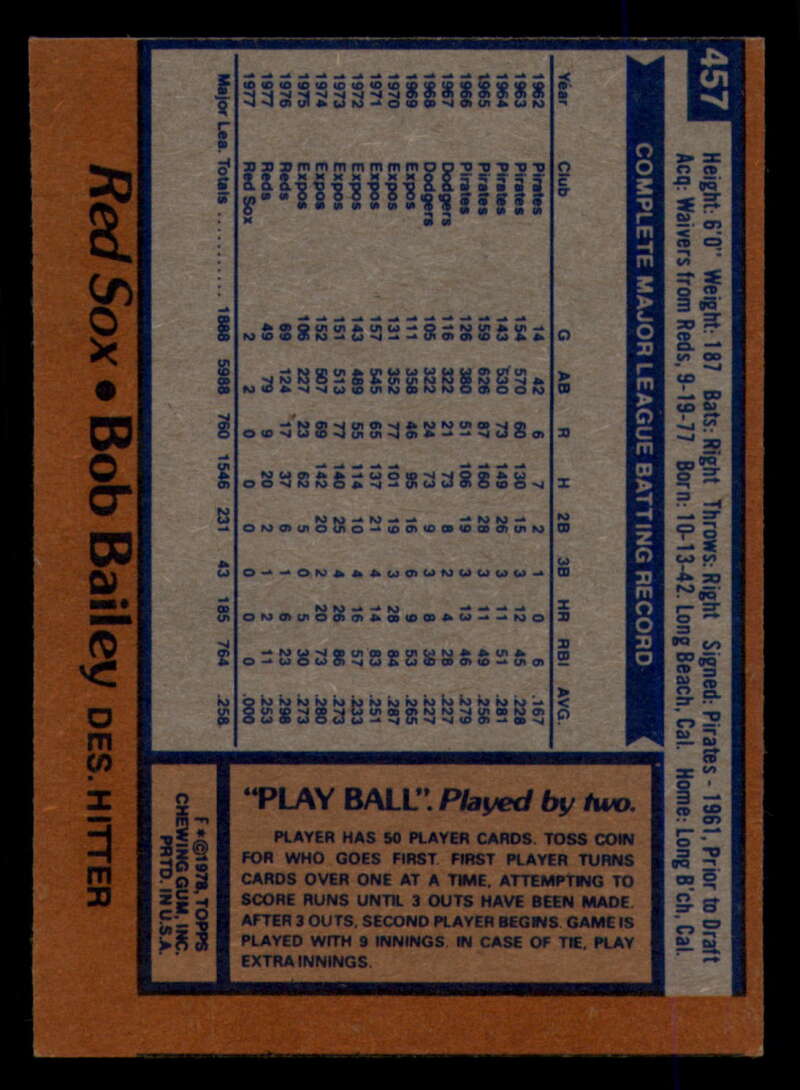 457
Height: 6'0" Weight: 187 Bats: Right Throws: Right Signed: Pirates - 1961, Prior to Draft
Acq: Waivers from Reds, 9-19-77 Born: 10-13-42, Long Beach, Cal. Home: Long B'ch, Cal.
COMPLETE MAJOR LEAGUE BATTING RECORD
Year Club G AB R H 2B 3B HR RBI AVG.
1962 Pirates 14 42 6 7 2 1 0 6 .167
1963 Pirates 154 570 60 130 15 3 12 45 .228
1964 Pirates 143 530 73 149 26 3 11 51 .281
1965 Pirates 159 626 87 160 28 3 11 49 .256
1966 Pirates 126 380 51 106 19 3 13 46 .279
1967 Dodgers 116 322 21 73 8 2 4 28 .227
1968 Dodgers 105 322 24 73 9 3 8 39 .227
1969 Expos 111 358 46 95 16 6 9 53 .265
1970 Expos 131 352 77 101 19 3 28 84 .287
1971 Expos 157 545 65 137 21 4 14 83 .251
1972 Expos 143 489 55 114 10 4 16 57 .233
1973 Expos 151 513 77 140 25 4 26 86 .273
1974 Expos 152 507 69 142 20 2 20 73 .280
1975 Expos 106 227 23 62 5 0 5 30 .273
1976 Reds 69 124 17 37 6 1 6 23 .298
1977 Reds 49 79 9 20 2 1 2 11 .253
1977 Red Sox 2 2 0 0 0 0 0 0 .000
Major Lea. Totals .......... 1888 5988 760 1546 231 43 185 764 .258
"PLAY BALL". Played by two.
PLAYER HAS 50 PLAYER CARDS. TOSS COIN
FOR WHO GOES FIRST. FIRST PLAYER TURNS
CARDS OVER ONE AT A TIME, ATTEMPTING TO
SCORE RUNS UNTIL 3 OUTS HAVE BEEN MADE.
AFTER 3 OUTS, SECOND PLAYER BEGINS. GAME IS
PLAYED WITH 9 INNINGS. IN CASE OF TIE, PLAY
EXTRA INNINGS.
F*©1978, TOPPS
CHEWING GUM, INC.
PRTD. IN U.S.A.
Red Sox • Bob Bailey DES. HITTER